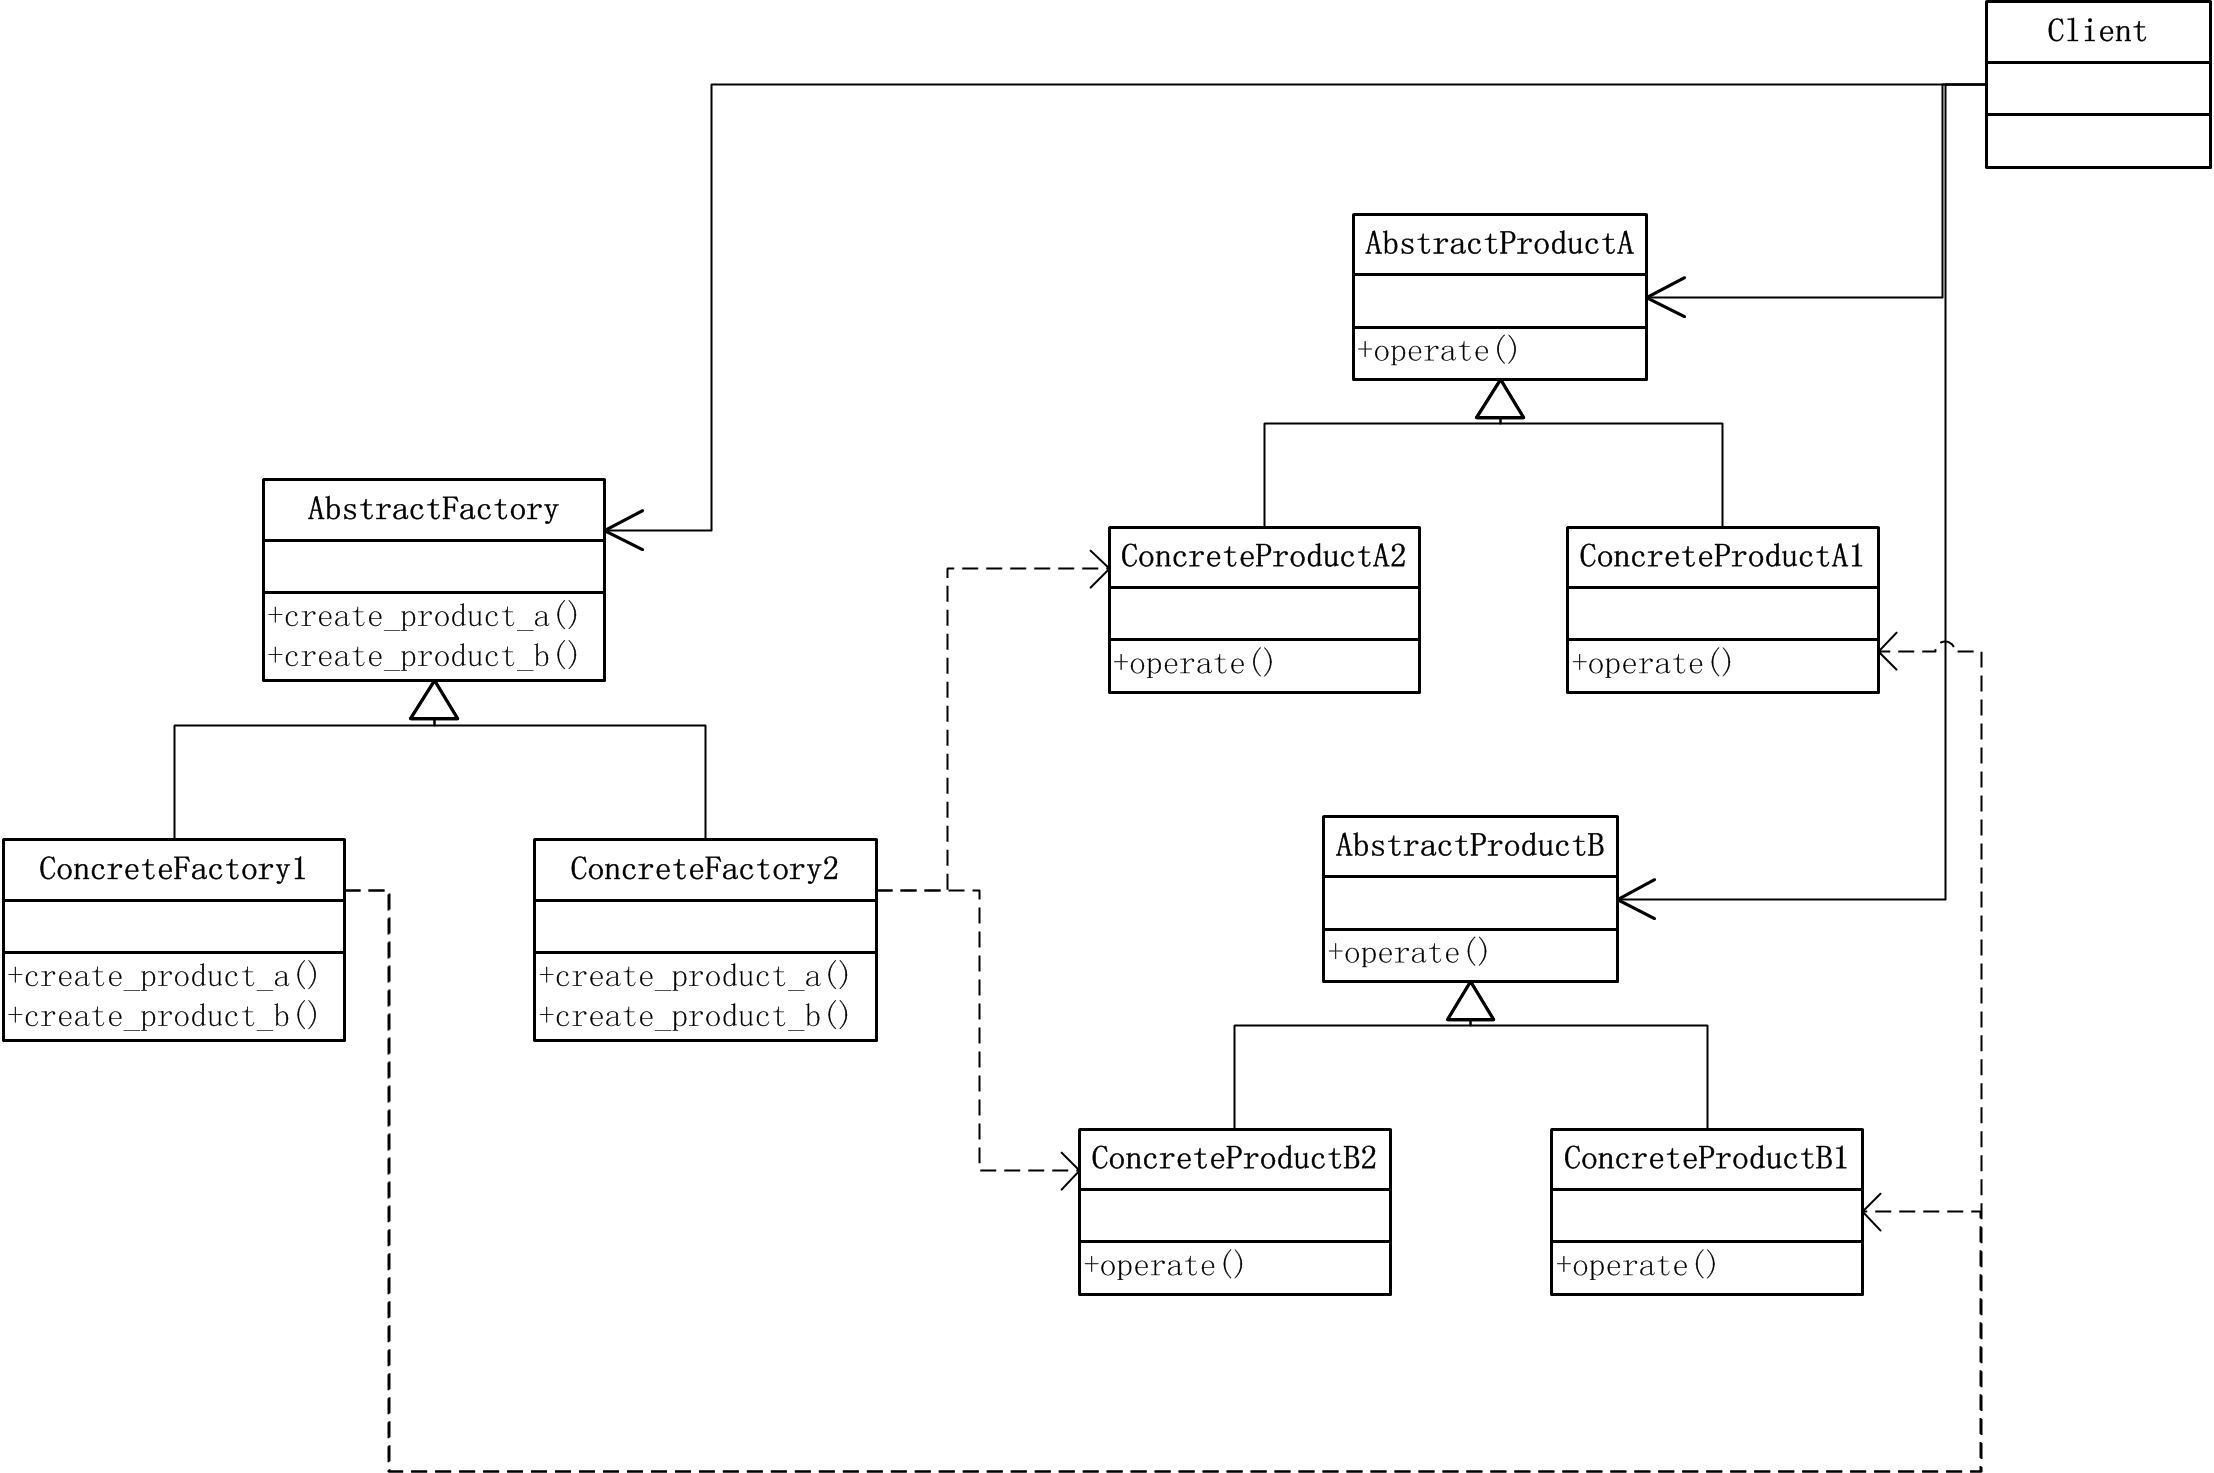 Client
AbstractProductA
+operate()
AbstractFactory
+create_product_a()
+create_product_b()
ConcreteProductA2
+operate()
ConcreteProductA1
+operate()
ConcreteFactory1
+create_product_a()
+create_product_b()
ConcreteFactory2
+create_product_a()
+create_product_b()
AbstractProductB
+operate()
ConcreteProductB2
+operate()
ConcreteProductB1
+operate()